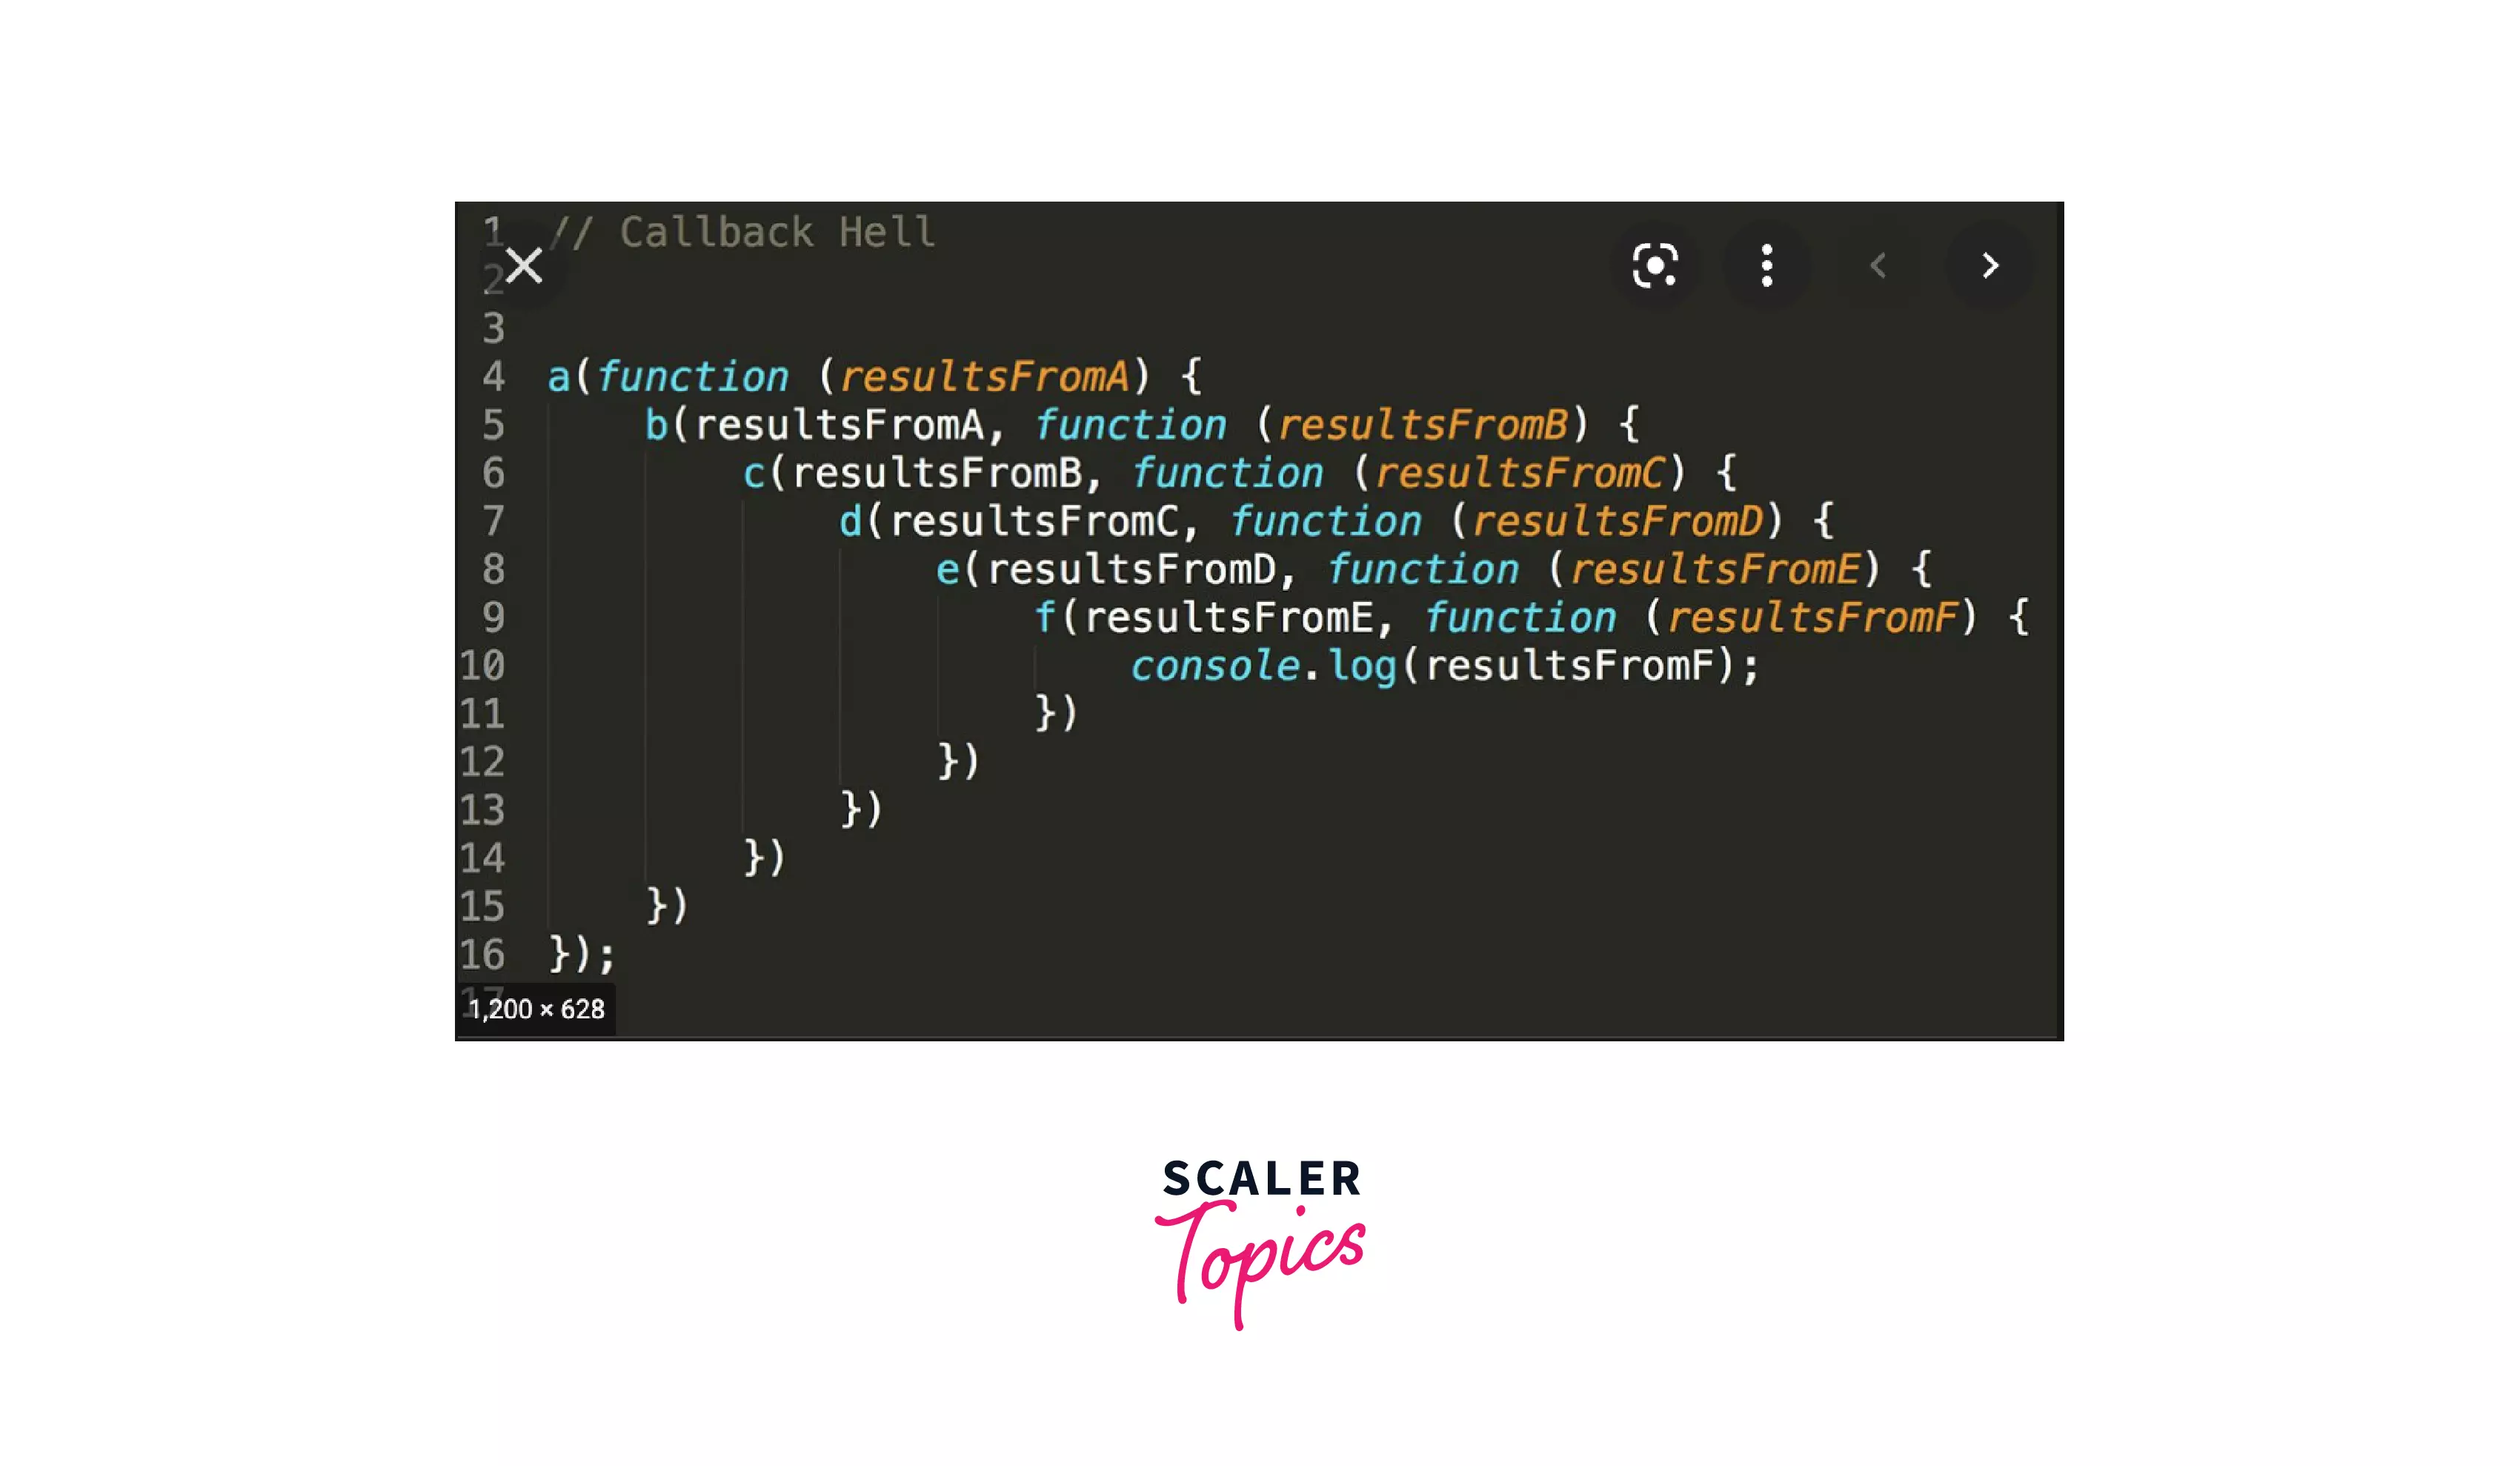 1 // Callback Hell
2
3
4 a(function (resultsFromA) {
5     b(resultsFromA, function (resultsFromB) {
6         c(resultsFromB, function (resultsFromC) {
7             d(resultsFromC, function (resultsFromD) {
8                 e(resultsFromD, function (resultsFromE) {
9                     f(resultsFromE, function (resultsFromF) {
10                         console.log(resultsFromF);
11                     })
12                 })
13             })
14         })
15     })
16 });
17
1,200 × 628
SCALER
Topics